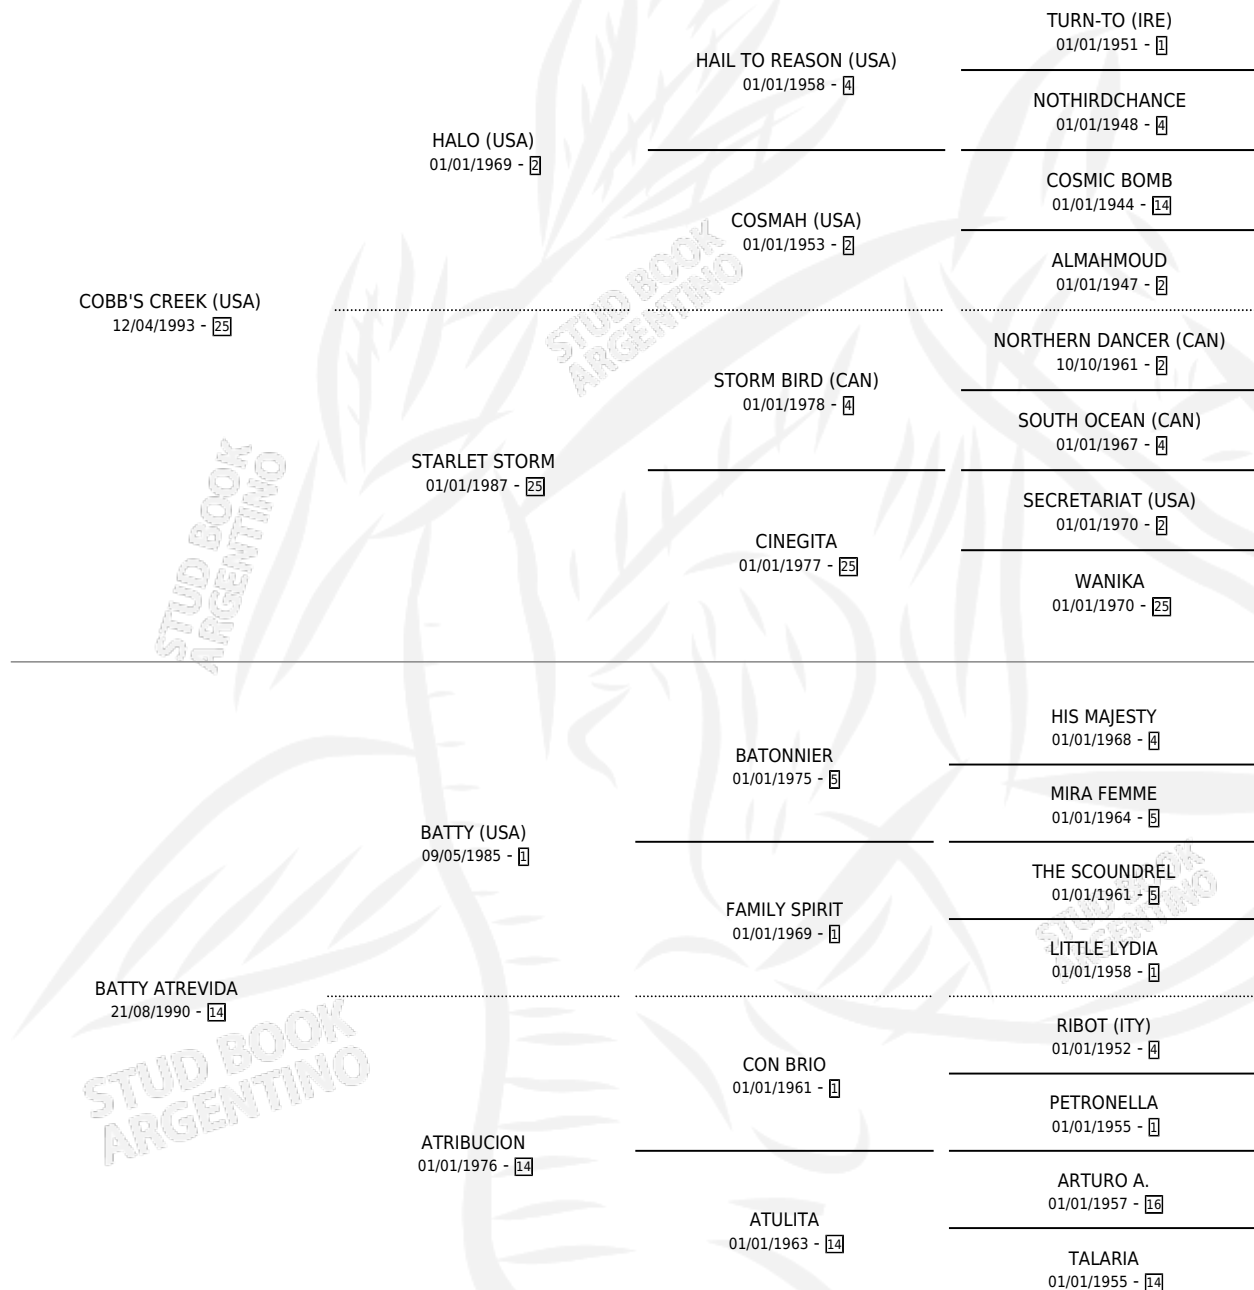 TURN-TO (IRE)
01/01/1951 - 1
HAIL TO REASON (USA)
01/01/1958 - 4
NOTHIRDCHANCE
01/01/1948 - 4
HALO (USA)
01/01/1969 - 2
COSMIC BOMB
01/01/1944 - 14
COSMAH (USA)
01/01/1953 - 2
ALMAHMOUD
01/01/1947 - 2
COBB'S CREEK (USA)
12/04/1993 - 25
STUD BOOK
ARGENTINO
NORTHERN DANCER (CAN)
10/10/1961 - 2
STORM BIRD (CAN)
01/01/1978 - 4
SOUTH OCEAN (CAN)
01/01/1967 - 4
STARLET STORM
01/01/1987 - 25
SECRETARIAT (USA)
01/01/1970 - 2
CINEGITA
01/01/1977 - 25
WANIKA
01/01/1970 - 25
STUD BOOK
ARGENTINO
HIS MAJESTY
01/01/1968 - 4
BATONNIER
01/01/1975 - 5
MIRA FEMME
01/01/1964 - 5
BATTY (USA)
09/05/1985 - 1
THE SCOUNDREL
01/01/1961 - 5
FAMILY SPIRIT
01/01/1969 - 1
STUD BOOK
ARGENTINO
LITTLE LYDIA
01/01/1958 - 1
BATTY ATREVIDA
21/08/1990 - 14
RIBOT (ITY)
01/01/1952 - 4
CON BRIO
01/01/1961 - 1
STUD BOOK
ARGENTINO
PETRONELLA
01/01/1955 - 1
ATRIBUCION
01/01/1976 - 14
ARTURO A.
01/01/1957 - 16
ATULITA
01/01/1963 - 14
TALARIA
01/01/1955 - 14